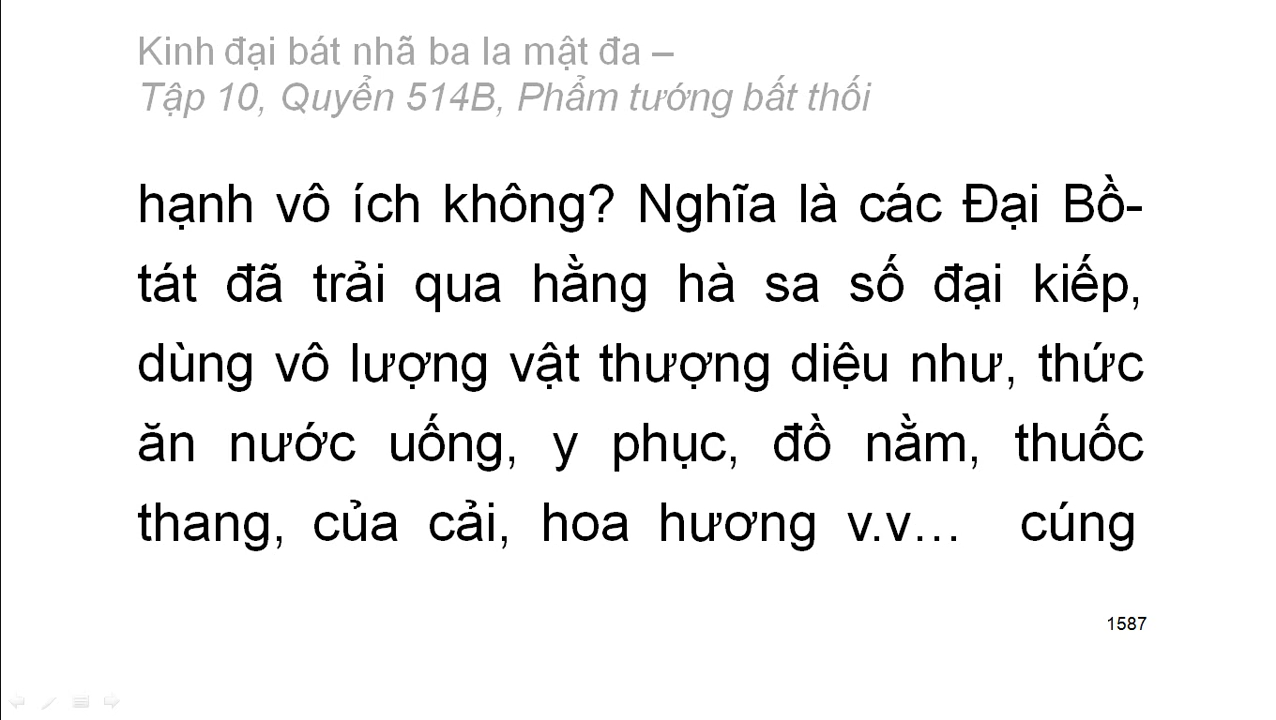 Kinh đại bát nhã ba la mật đa –
Tập 10, Quyển 514B, Phẩm tướng bất thối
hạnh vô ích không? Nghĩa là các Đại Bồ-
tát đã trải qua hằng hà sa số đại kiếp,
dùng vô lượng vật thượng diệu như, thức
ăn nước uống, y phục, đồ nằm, thuốc
thang, của cải, hoa hương v.v… cúng
1587